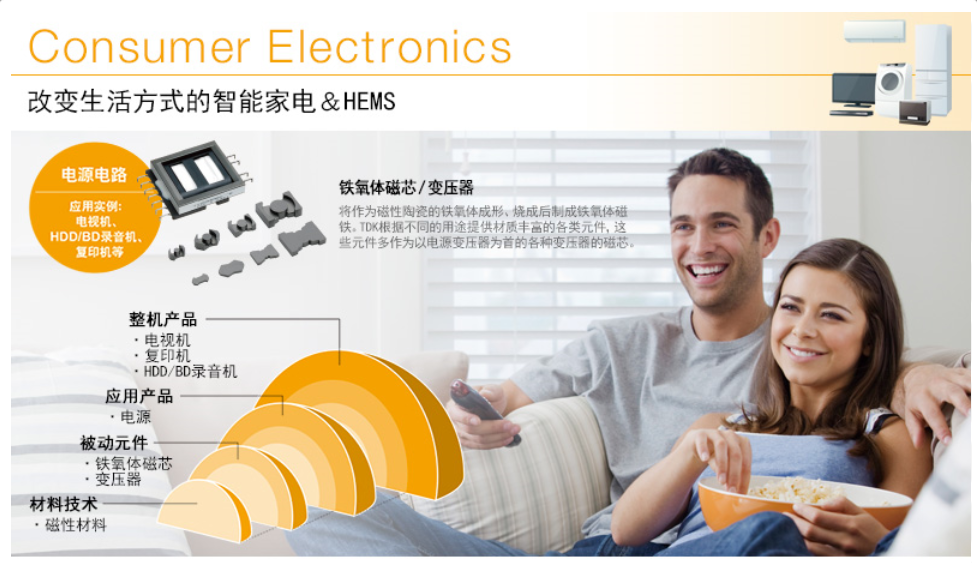 Consumer Electronics
改变生活方式的智能家电＆HEMS
电源电路
应用实例:
电视机、
HDD/BD录音机、
复印机等
铁氧体磁芯/变压器
将作为磁性陶瓷的铁氧体成形、烧成后制成铁氧体磁
铁。TDK根据不同的用途提供材质丰富的各类元件，这
些元件多作为以电源变压器为首的各种变压器的磁芯。
整机产品
・电视机
・复印机
・HDD/BD录音机
应用产品
・电源
被动元件
・铁氧体磁芯
・变压器
材料技术
・磁性材料